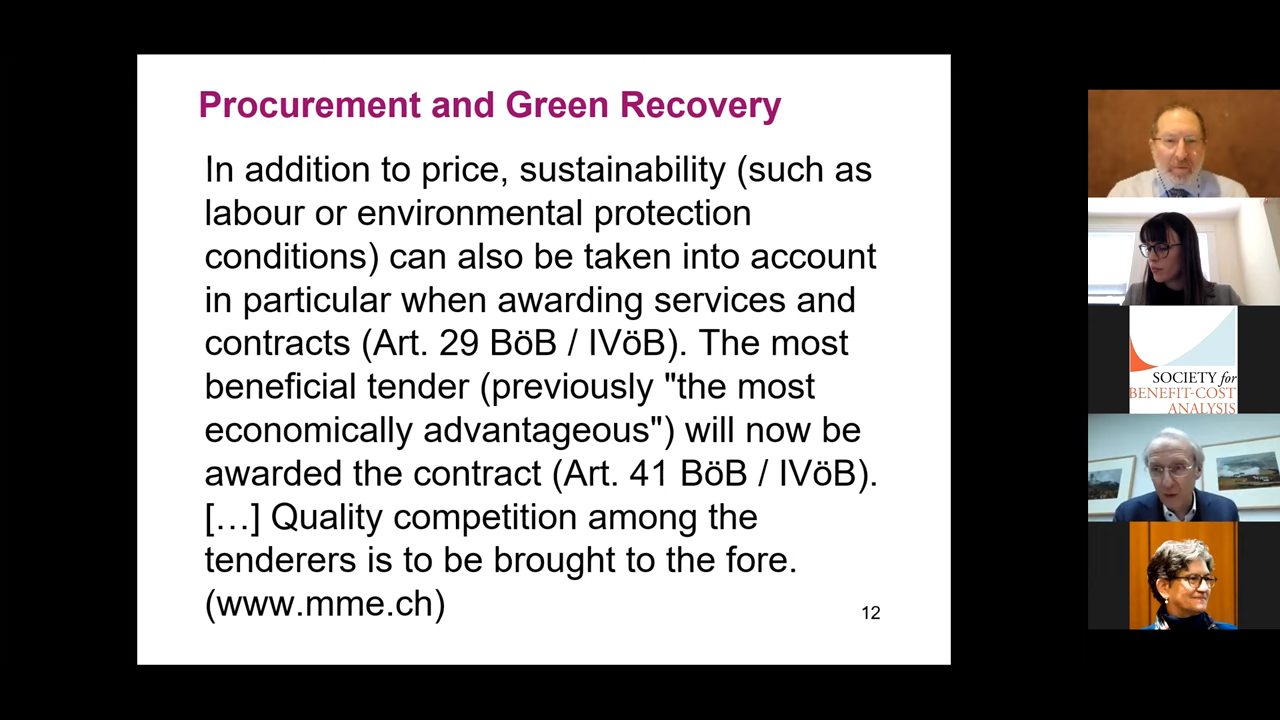 Procurement and Green Recovery
In addition to price, sustainability (such as
labour or environmental protection
conditions) can also be taken into account
in particular when awarding services and
contracts (Art. 29 BöB / IVöB). The most
beneficial tender (previously "the most
economically advantageous") will now be
awarded the contract (Art. 41 BöB / IVöB).
[…] Quality competition among the
tenderers is to be brought to the fore.
(www.mme.ch)
12
SOCIETY for
BENEFIT-COST
ANALYSIS